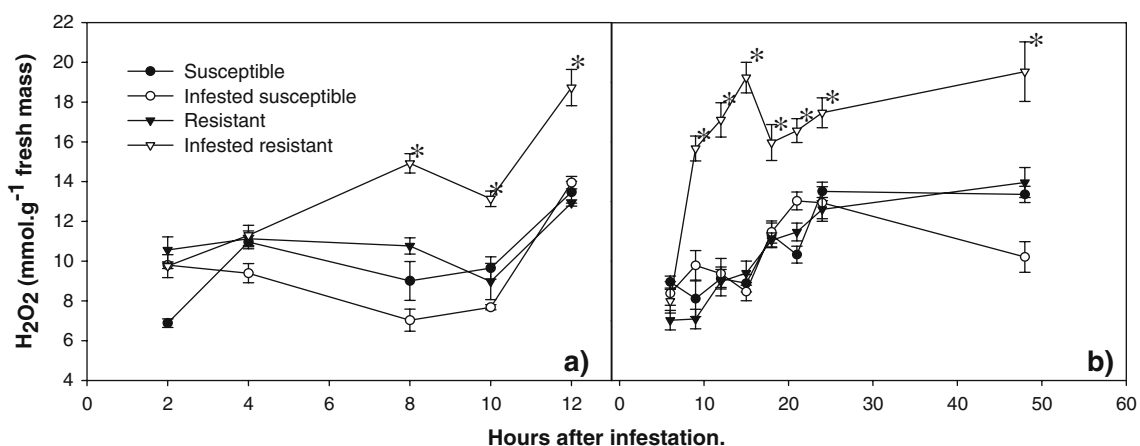 22
20
18
16
14
12
10
8
6
4
H₂O₂ (mmol.g⁻¹ fresh mass)
Susceptible
Infested susceptible
Resistant
Infested resistant
* * * * * * * * * *
a) b)
0 2 4 6 8 10 12 0 10 20 30 40 50 60
Hours after infestation.